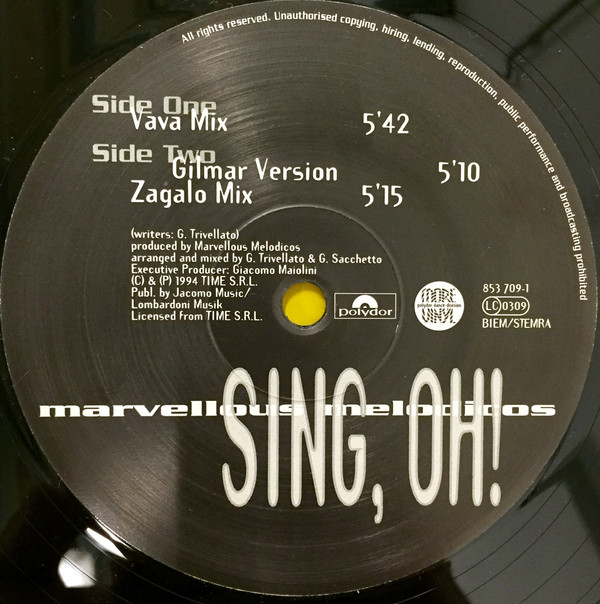 All rights reserved. Unauthorised copying, hiring, lending, reproduction, public performance and broadcasting prohibited
Side One
Vava Mix 5'42
Side Two
Gilmar Version 5'10
Zagalo Mix 5'15
(writers: G. Trivellato)
produced by Marvellous Melodicos
arranged and mixed by G. Trivellato & G. Sacchetto
Executive Producer: Giacomo Maiolini
(C) & (P) 1994 TIME S.R.L.
Publ. by Jacomo Music/
Lombardoni Musik
Licensed from TIME S.R.L.
polydor
MORE
polydor dance division
VINYL
853 709-1
LC 0309
BIEM/STEMRA
marvellous melodicos
SING, OH!